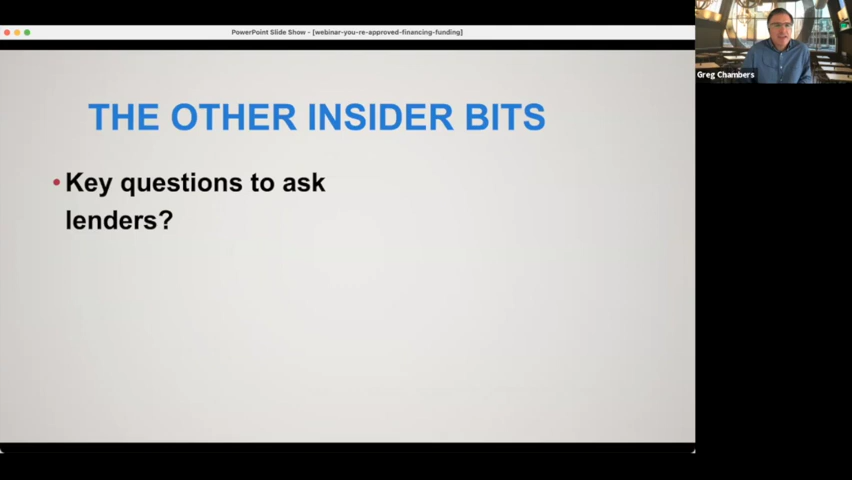 PowerPoint Slide Show - [webinar-you-re-approved-financing-funding]
Greg Chambers
THE OTHER INSIDER BITS
• Key questions to ask
lenders?